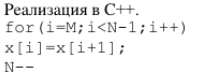 Реализация в C++.
for(i=M;i<N-1;i++)
x[i]=x[i+1];
N--